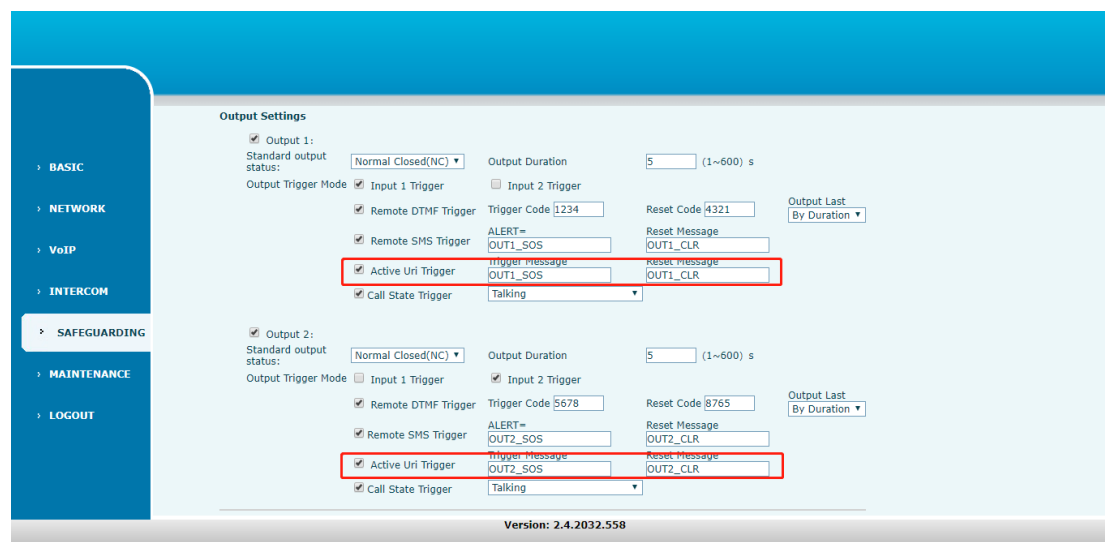 Output Settings
Output 1:
Standard output status:
Normal Closed(NC)
Output Duration
5
(1~600) s
Output Trigger Mode
Input 1 Trigger
Input 2 Trigger
Remote DTMF Trigger
Trigger Code 1234
Reset Code 4321
Output Last
By Duration
Remote SMS Trigger
ALERT=
OUT1_SOS
Reset Message
OUT1_CLR
Active Uri Trigger
Trigger Message
OUT1_SOS
Reset Message
OUT1_CLR
Call State Trigger
Talking
Output 2:
Standard output status:
Normal Closed(NC)
Output Duration
5
(1~600) s
Output Trigger Mode
Input 1 Trigger
Input 2 Trigger
Remote DTMF Trigger
Trigger Code 5678
Reset Code 8765
Output Last
By Duration
Remote SMS Trigger
ALERT=
OUT2_SOS
Reset Message
OUT2_CLR
Active Uri Trigger
Trigger Message
OUT2_SOS
Reset Message
OUT2_CLR
Call State Trigger
Talking
› BASIC
› NETWORK
› VoIP
› INTERCOM
› SAFEGUARDING
› MAINTENANCE
› LOGOUT
Version: 2.4.2032.558